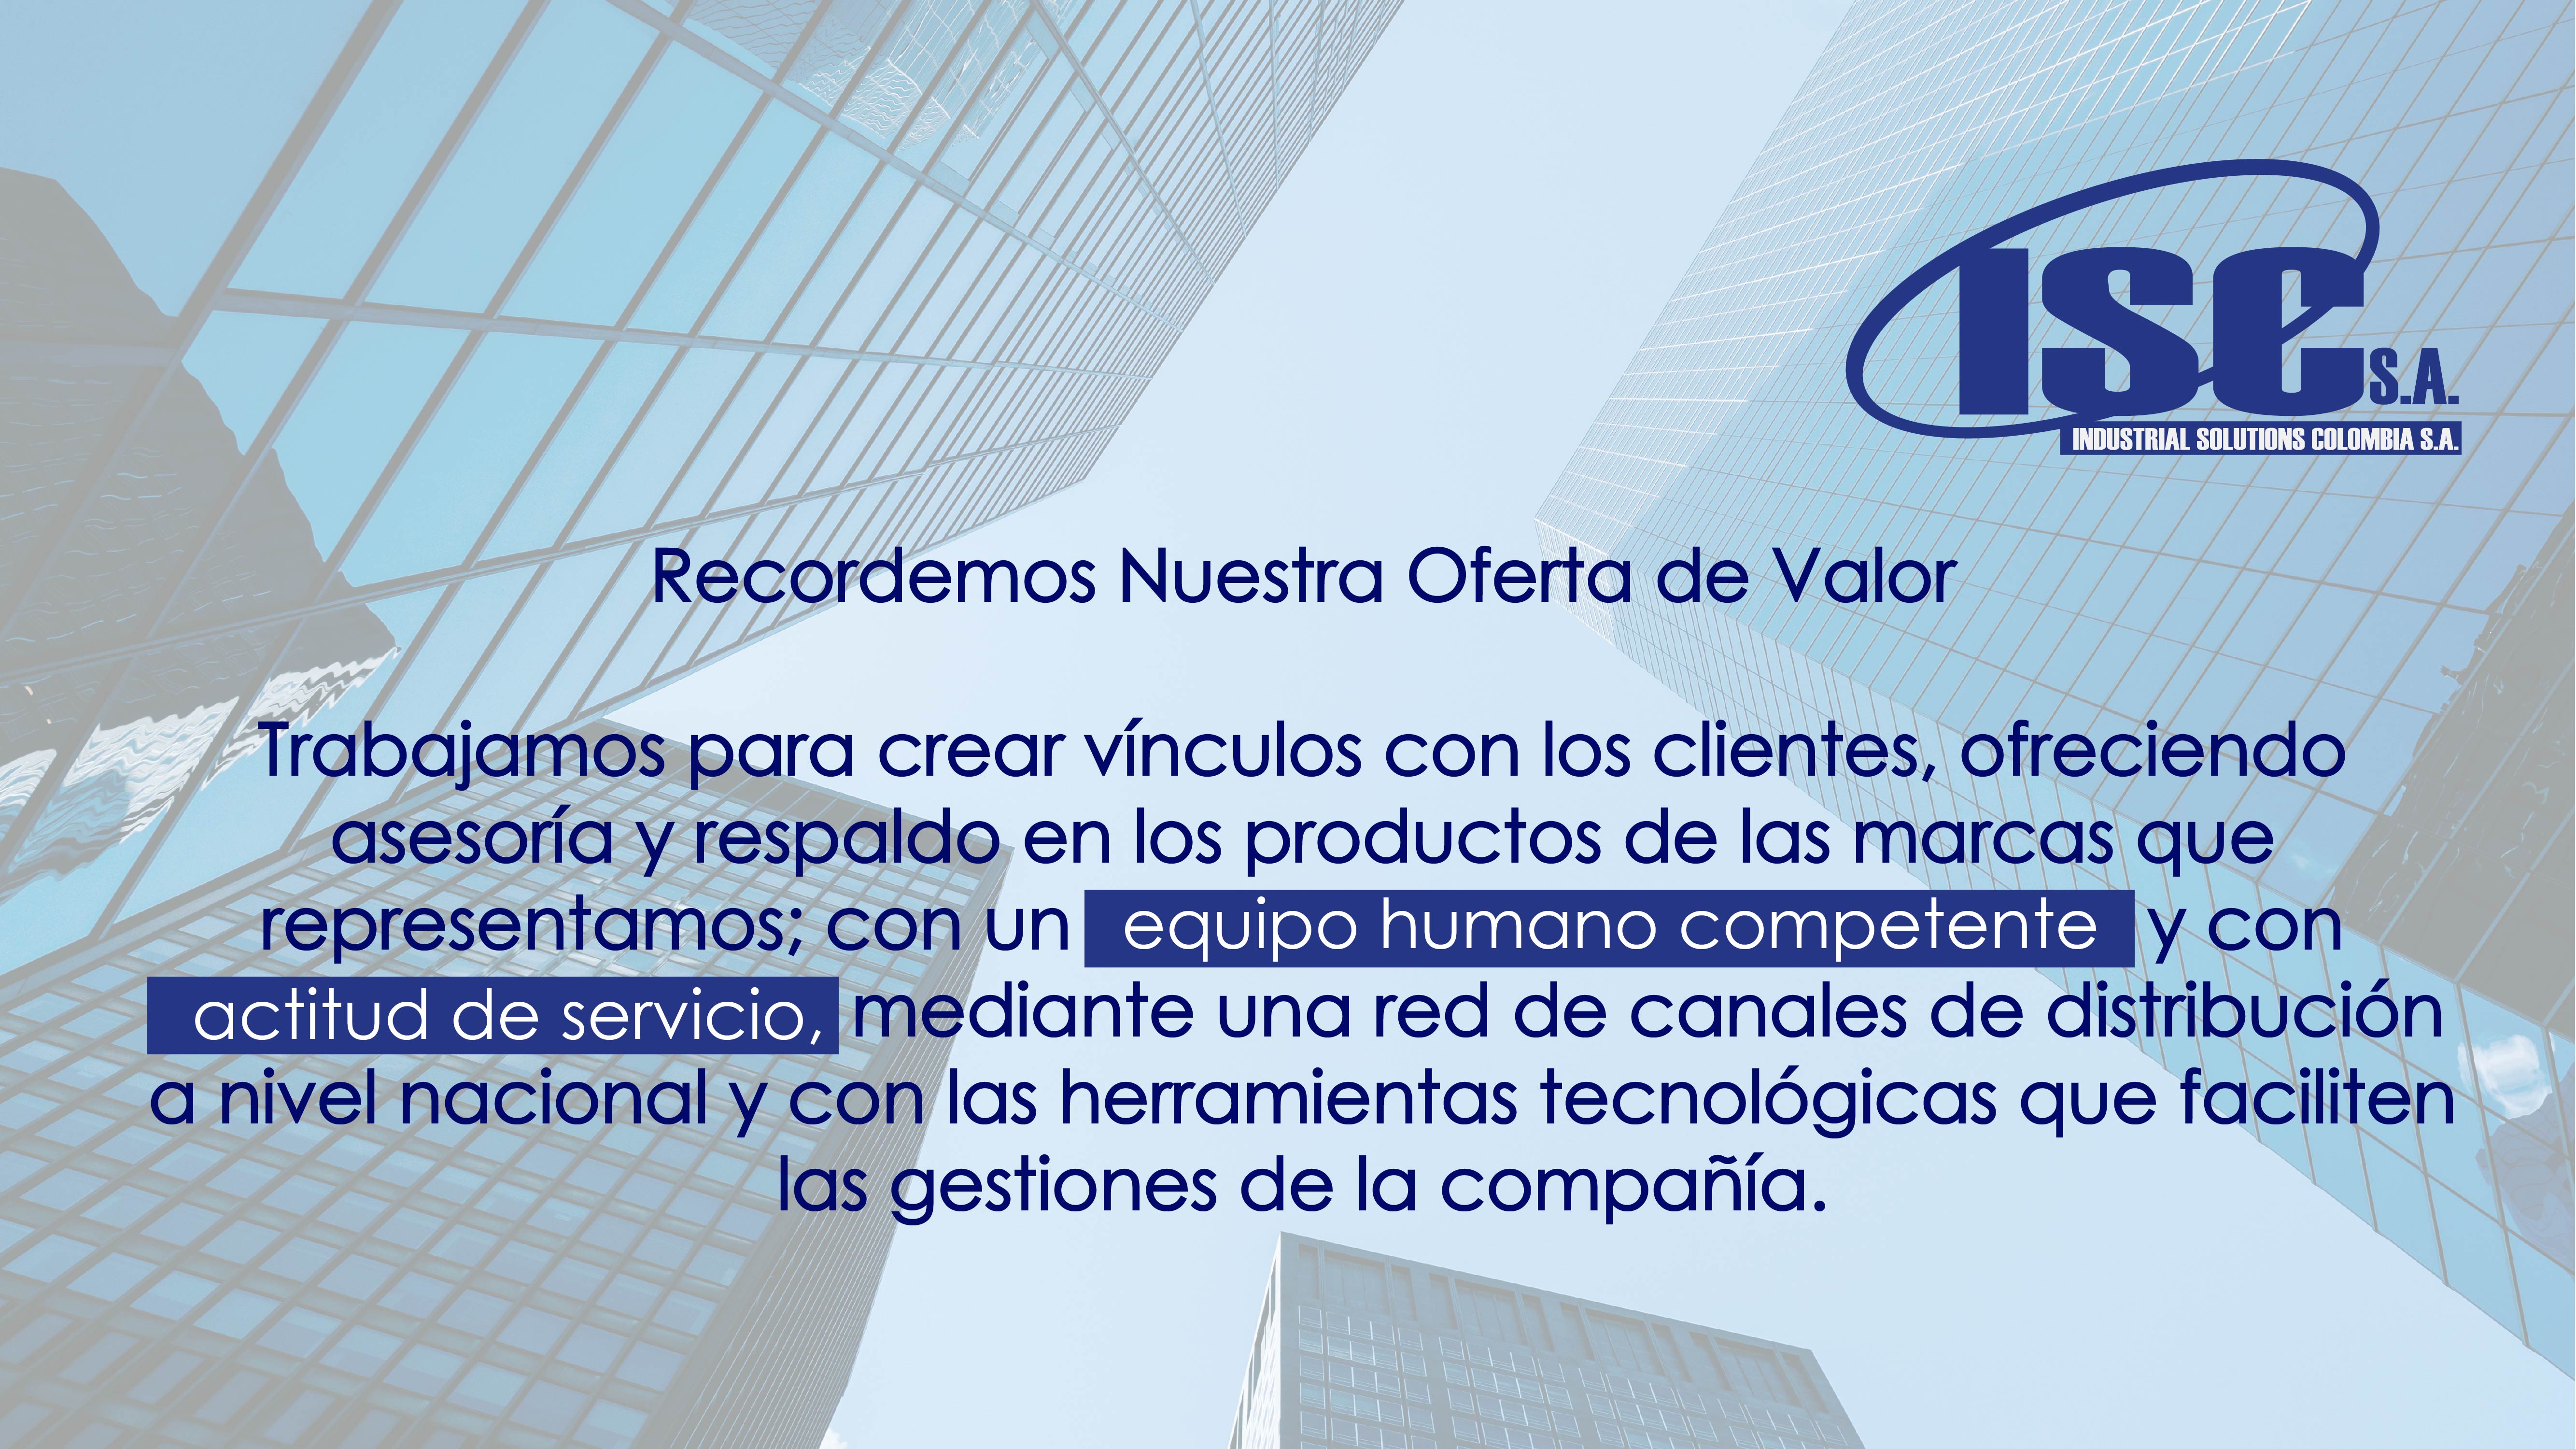 ISC S.A.
INDUSTRIAL SOLUTIONS COLOMBIA S.A.
Recordemos Nuestra Oferta de Valor
Trabajamos para crear vínculos con los clientes, ofreciendo
asesoría y respaldo en los productos de las marcas que
representamos; con un equipo humano competente y con
actitud de servicio, mediante una red de canales de distribución
a nivel nacional y con las herramientas tecnológicas que faciliten
las gestiones de la compañía.